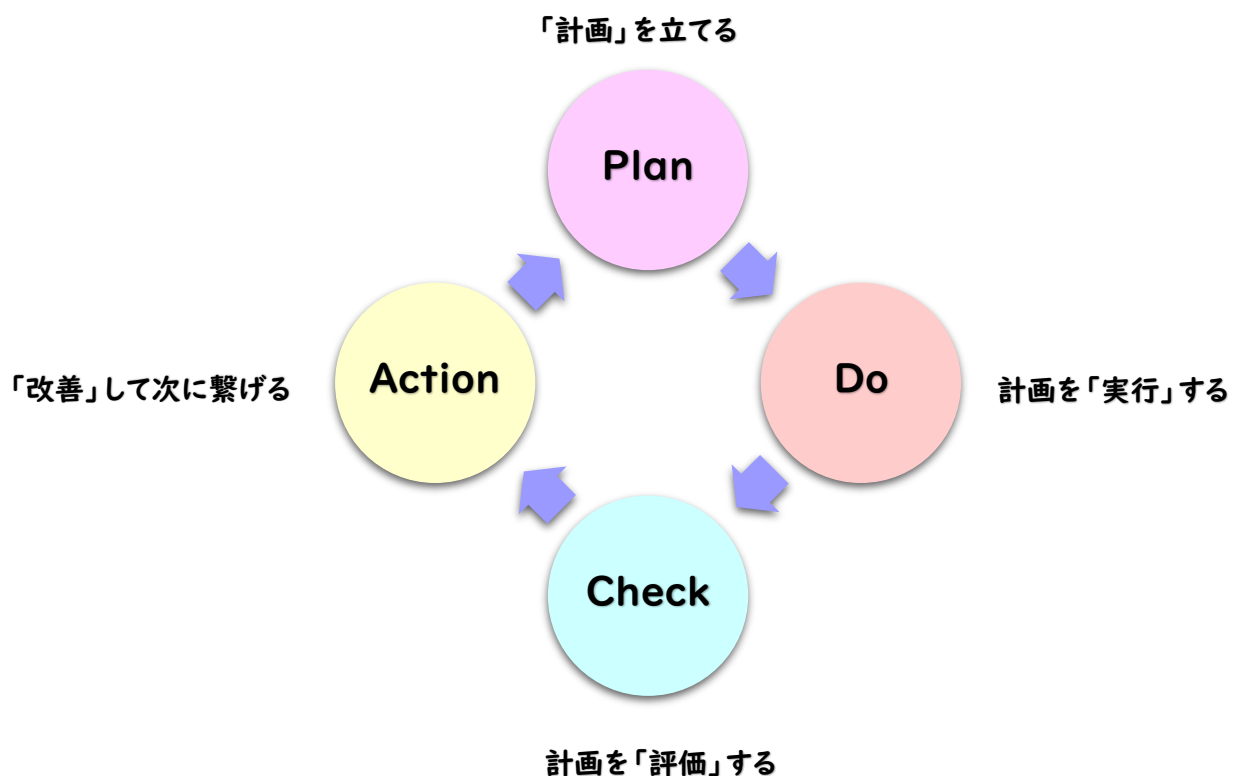 「計画」を立てる
Plan
Do
計画を「実行」する
Check
計画を「評価」する
Action
「改善」して次に繋げる